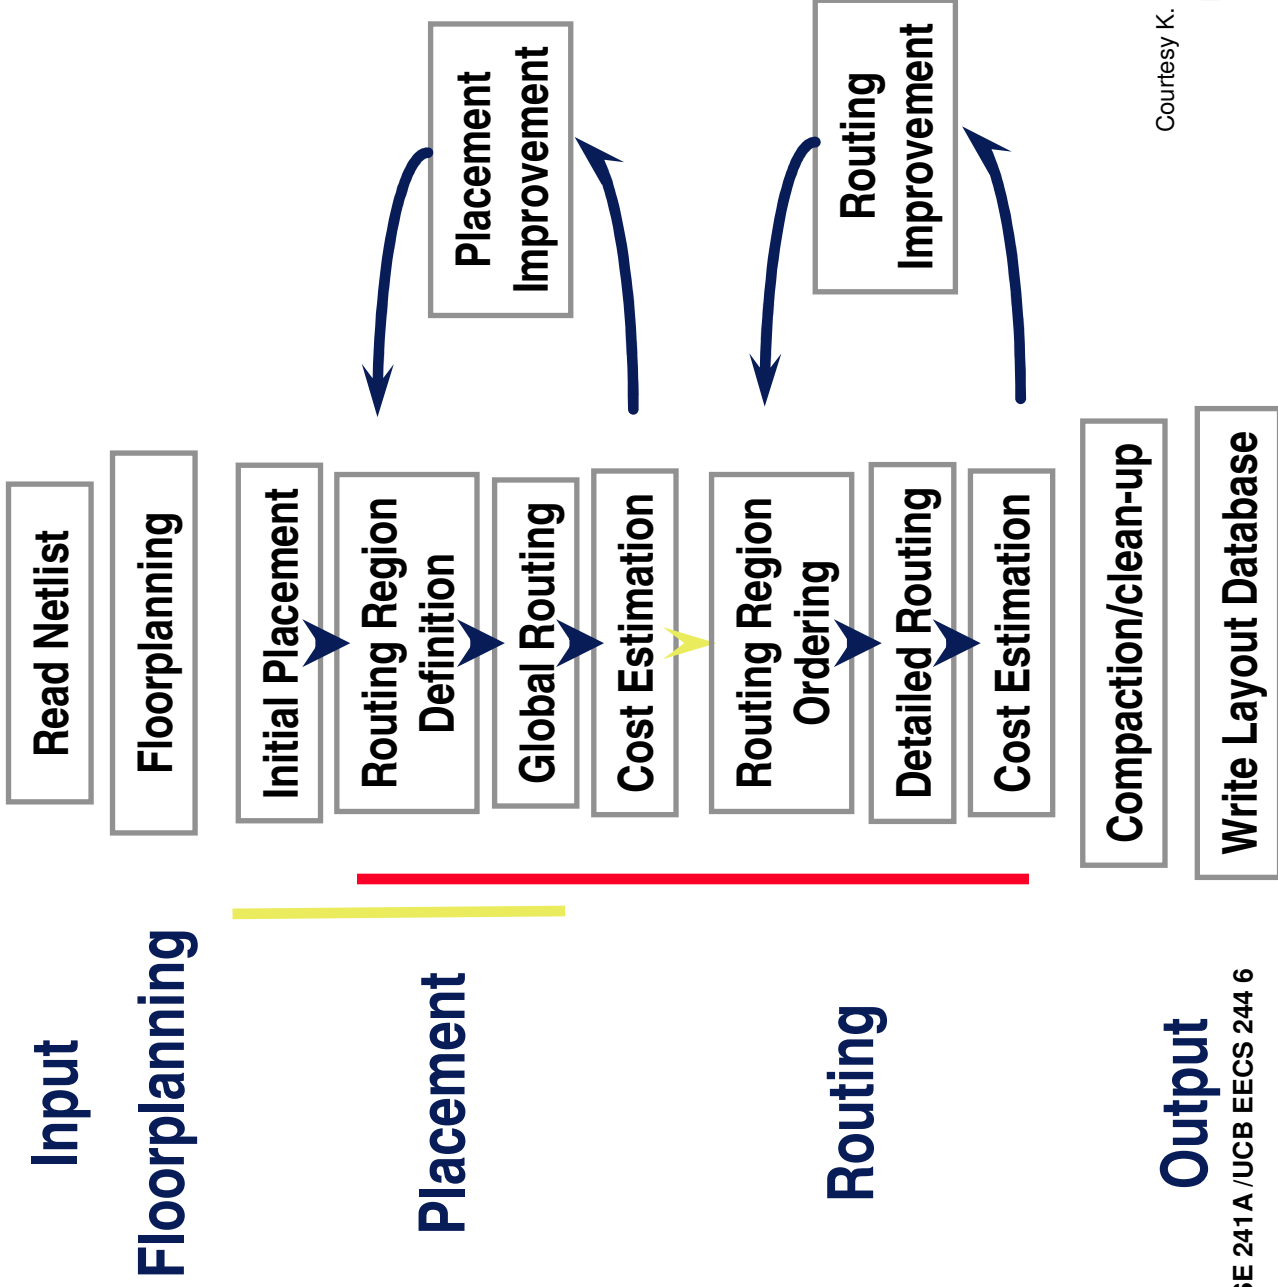 Input
Read Netlist
Floorplanning
Floorplanning
Placement
Initial Placement
Routing Region
Definition
Global Routing
Cost Estimation
Placement
Improvement
Routing
Routing Region
Ordering
Detailed Routing
Cost Estimation
Routing
Improvement
Compaction/clean-up
Output
Write Layout Database
Courtesy K.
SE 241A /UCB EECS 244 6